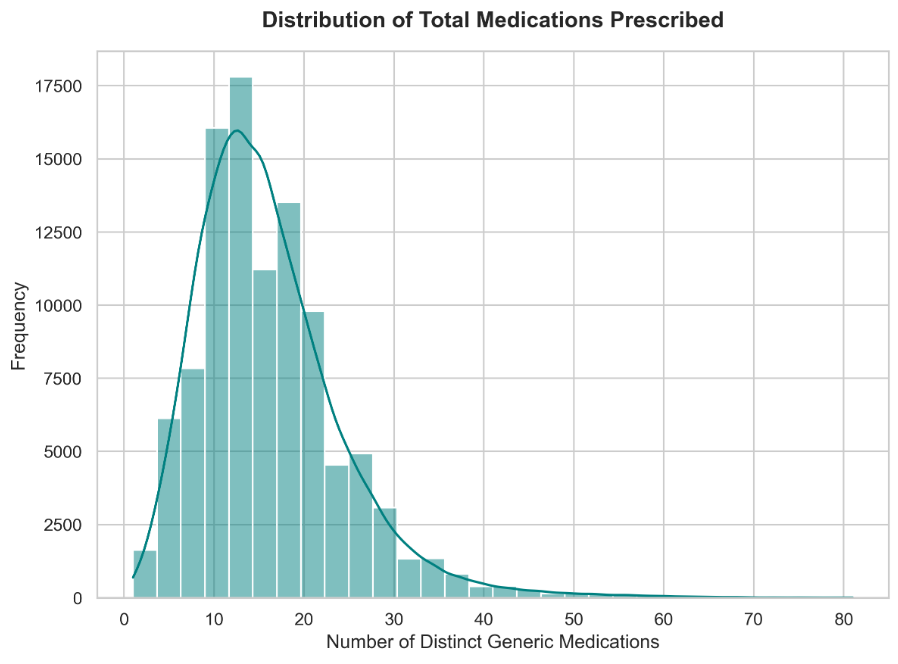 Distribution of Total Medications Prescribed
17500
15000
12500
10000
7500
5000
2500
0
Frequency
0 10 20 30 40 50 60 70 80
Number of Distinct Generic Medications